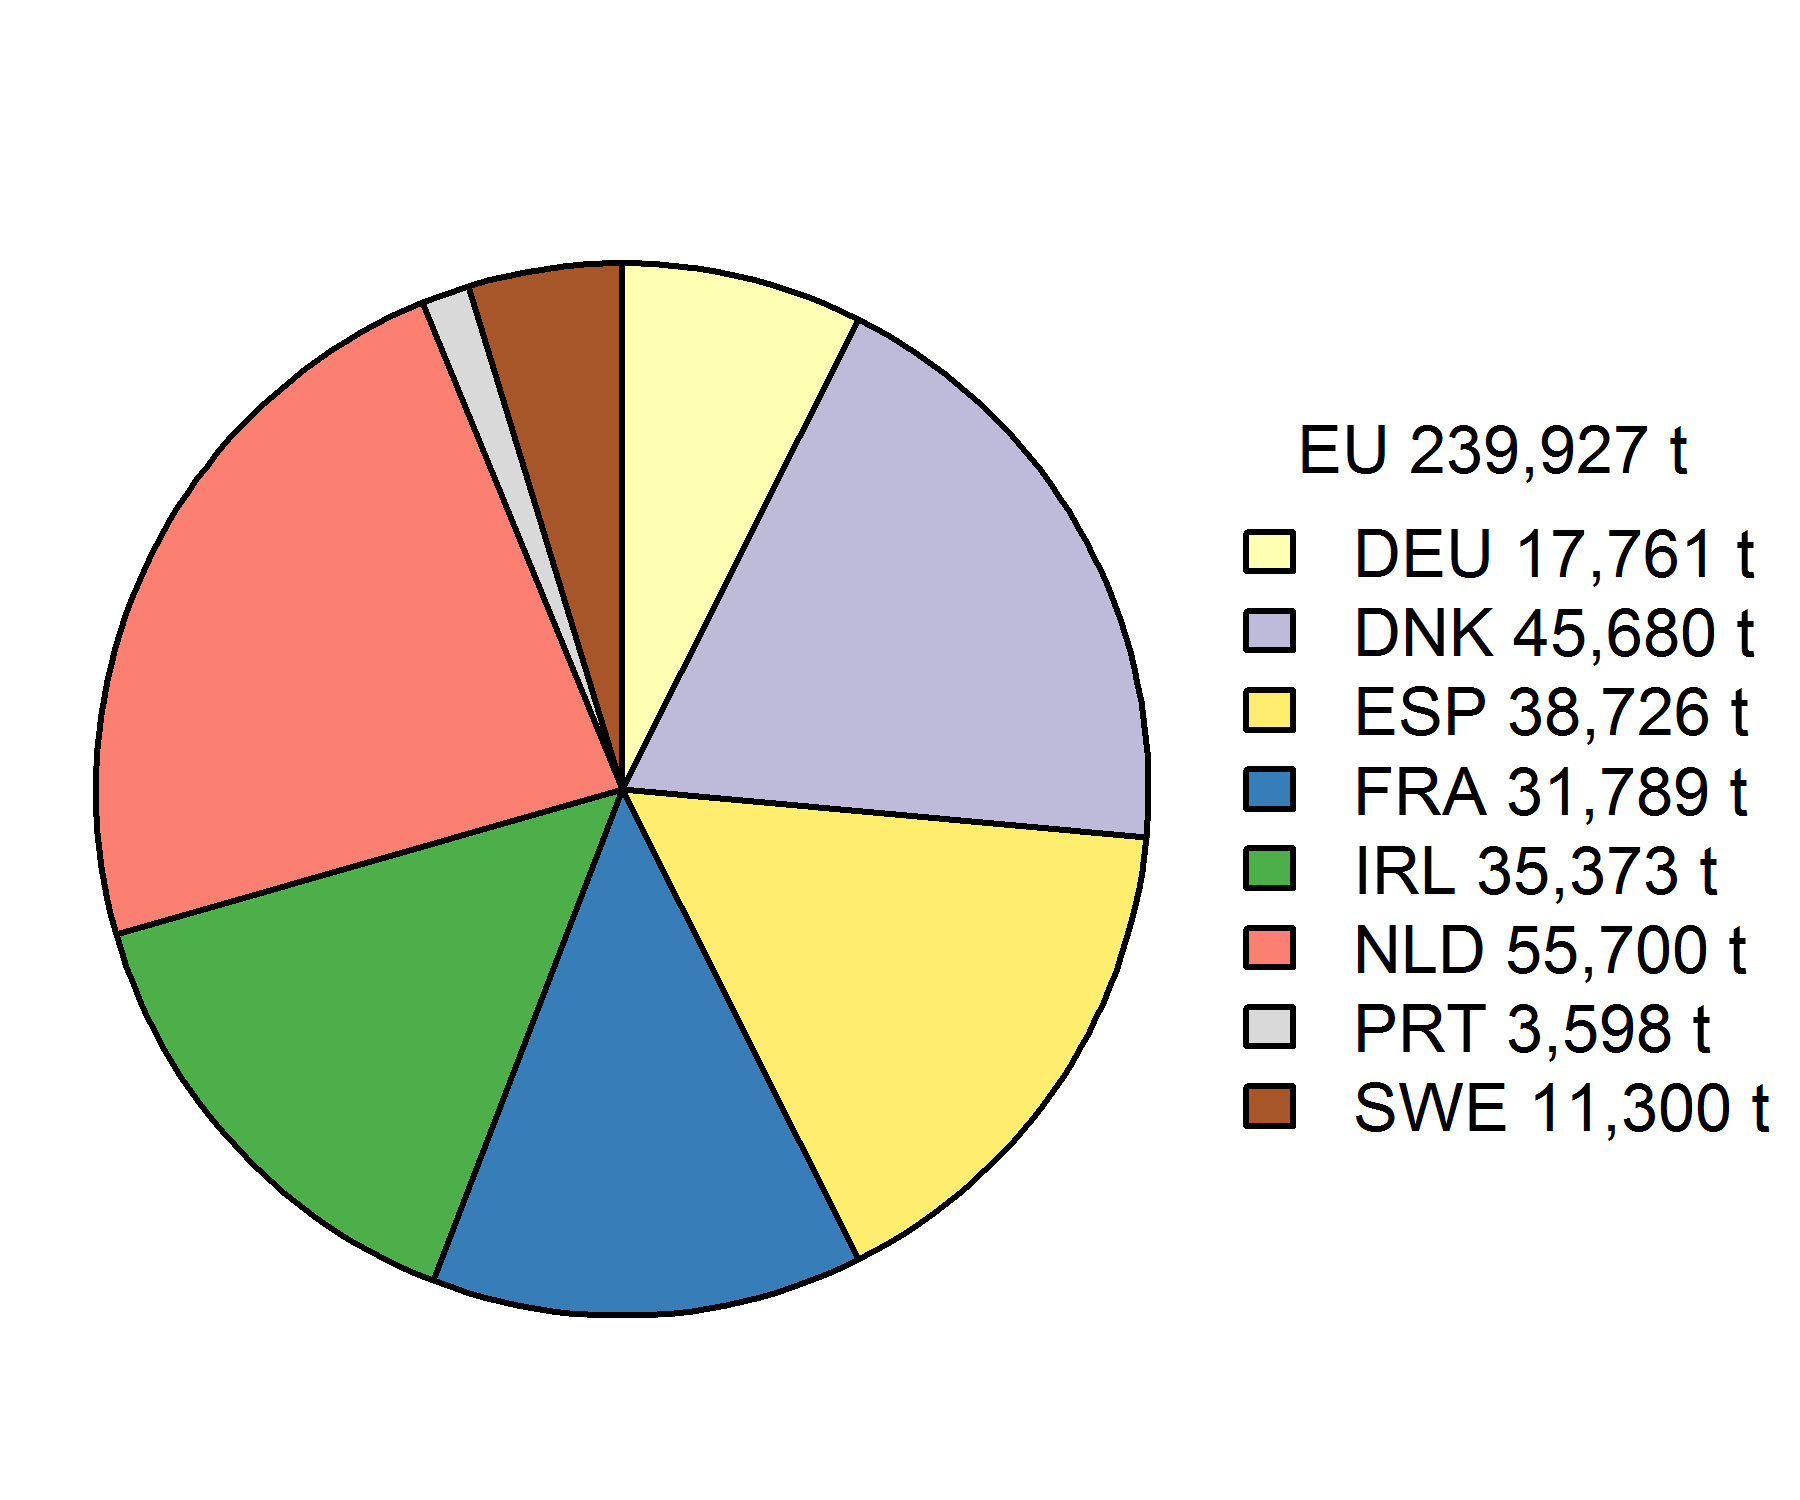 EU 239,927 t
DEU 17,761 t
DNK 45,680 t
ESP 38,726 t
FRA 31,789 t
IRL 35,373 t
NLD 55,700 t
PRT 3,598 t
SWE 11,300 t